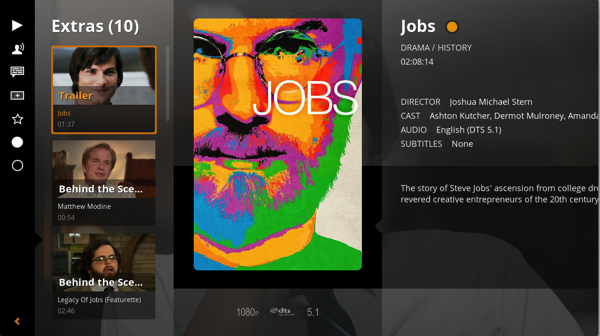 Extras (10)
Trailer
Jobs
01:37
Behind the Sce...
Matthew Modine
00:54
Behind the Sce...
Legacy Of Jobs (Featurette)
02:46
JOBS
1080P
dts
5.1
Jobs
DRAMA / HISTORY
02:08:14
DIRECTOR Joshua Michael Stern
CAST Ashton Kutcher, Dermot Mulroney, Amanda
AUDIO English (DTS 5.1)
SUBTITLES None
The story of Steve Jobs' ascension from college dro
revered creative entrepreneurs of the 20th century